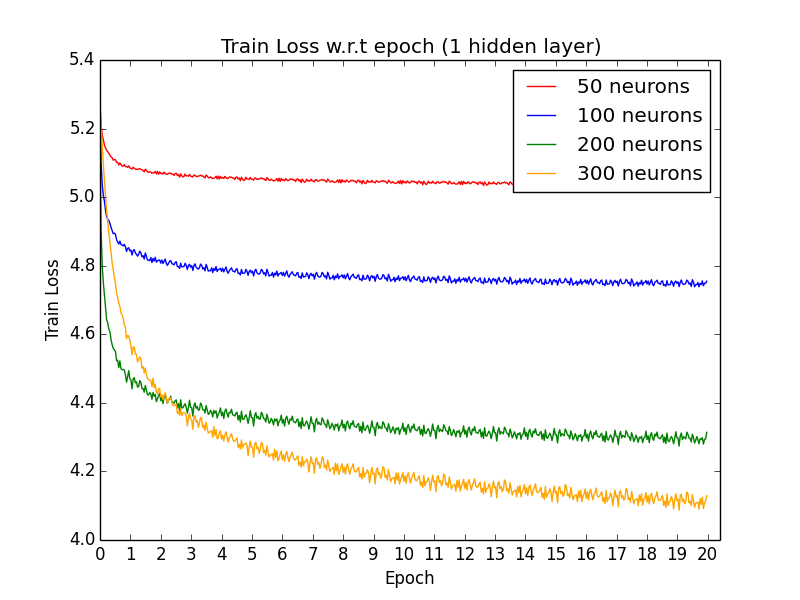 Train Loss w.r.t epoch (1 hidden layer)
5.4
5.2
5.0
4.8
4.6
4.4
4.2
4.0
Train Loss
50 neurons
100 neurons
200 neurons
300 neurons
0 1 2 3 4 5 6 7 8 9 10 11 12 13 14 15 16 17 18 19 20
Epoch